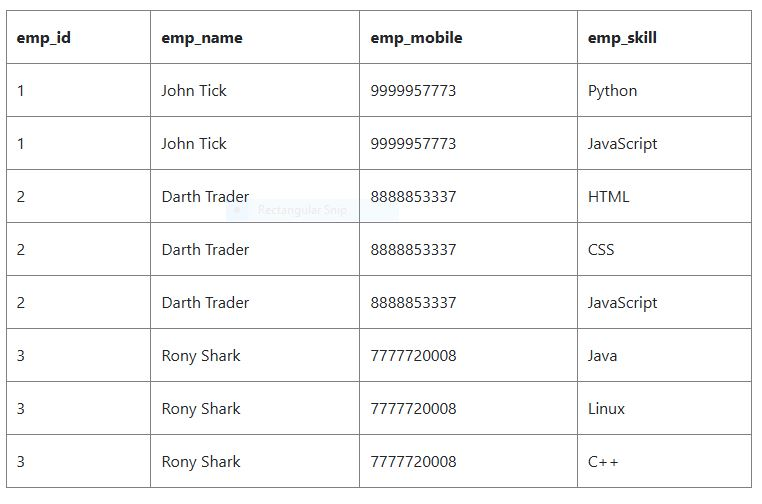 emp_id emp_name emp_mobile emp_skill
1 John Tick 9999957773 Python
1 John Tick 9999957773 JavaScript
2 Darth Trader 8888853337 HTML
Rectangular Snip
2 Darth Trader 8888853337 CSS
2 Darth Trader 8888853337 JavaScript
3 Rony Shark 7777720008 Java
3 Rony Shark 7777720008 Linux
3 Rony Shark 7777720008 C++